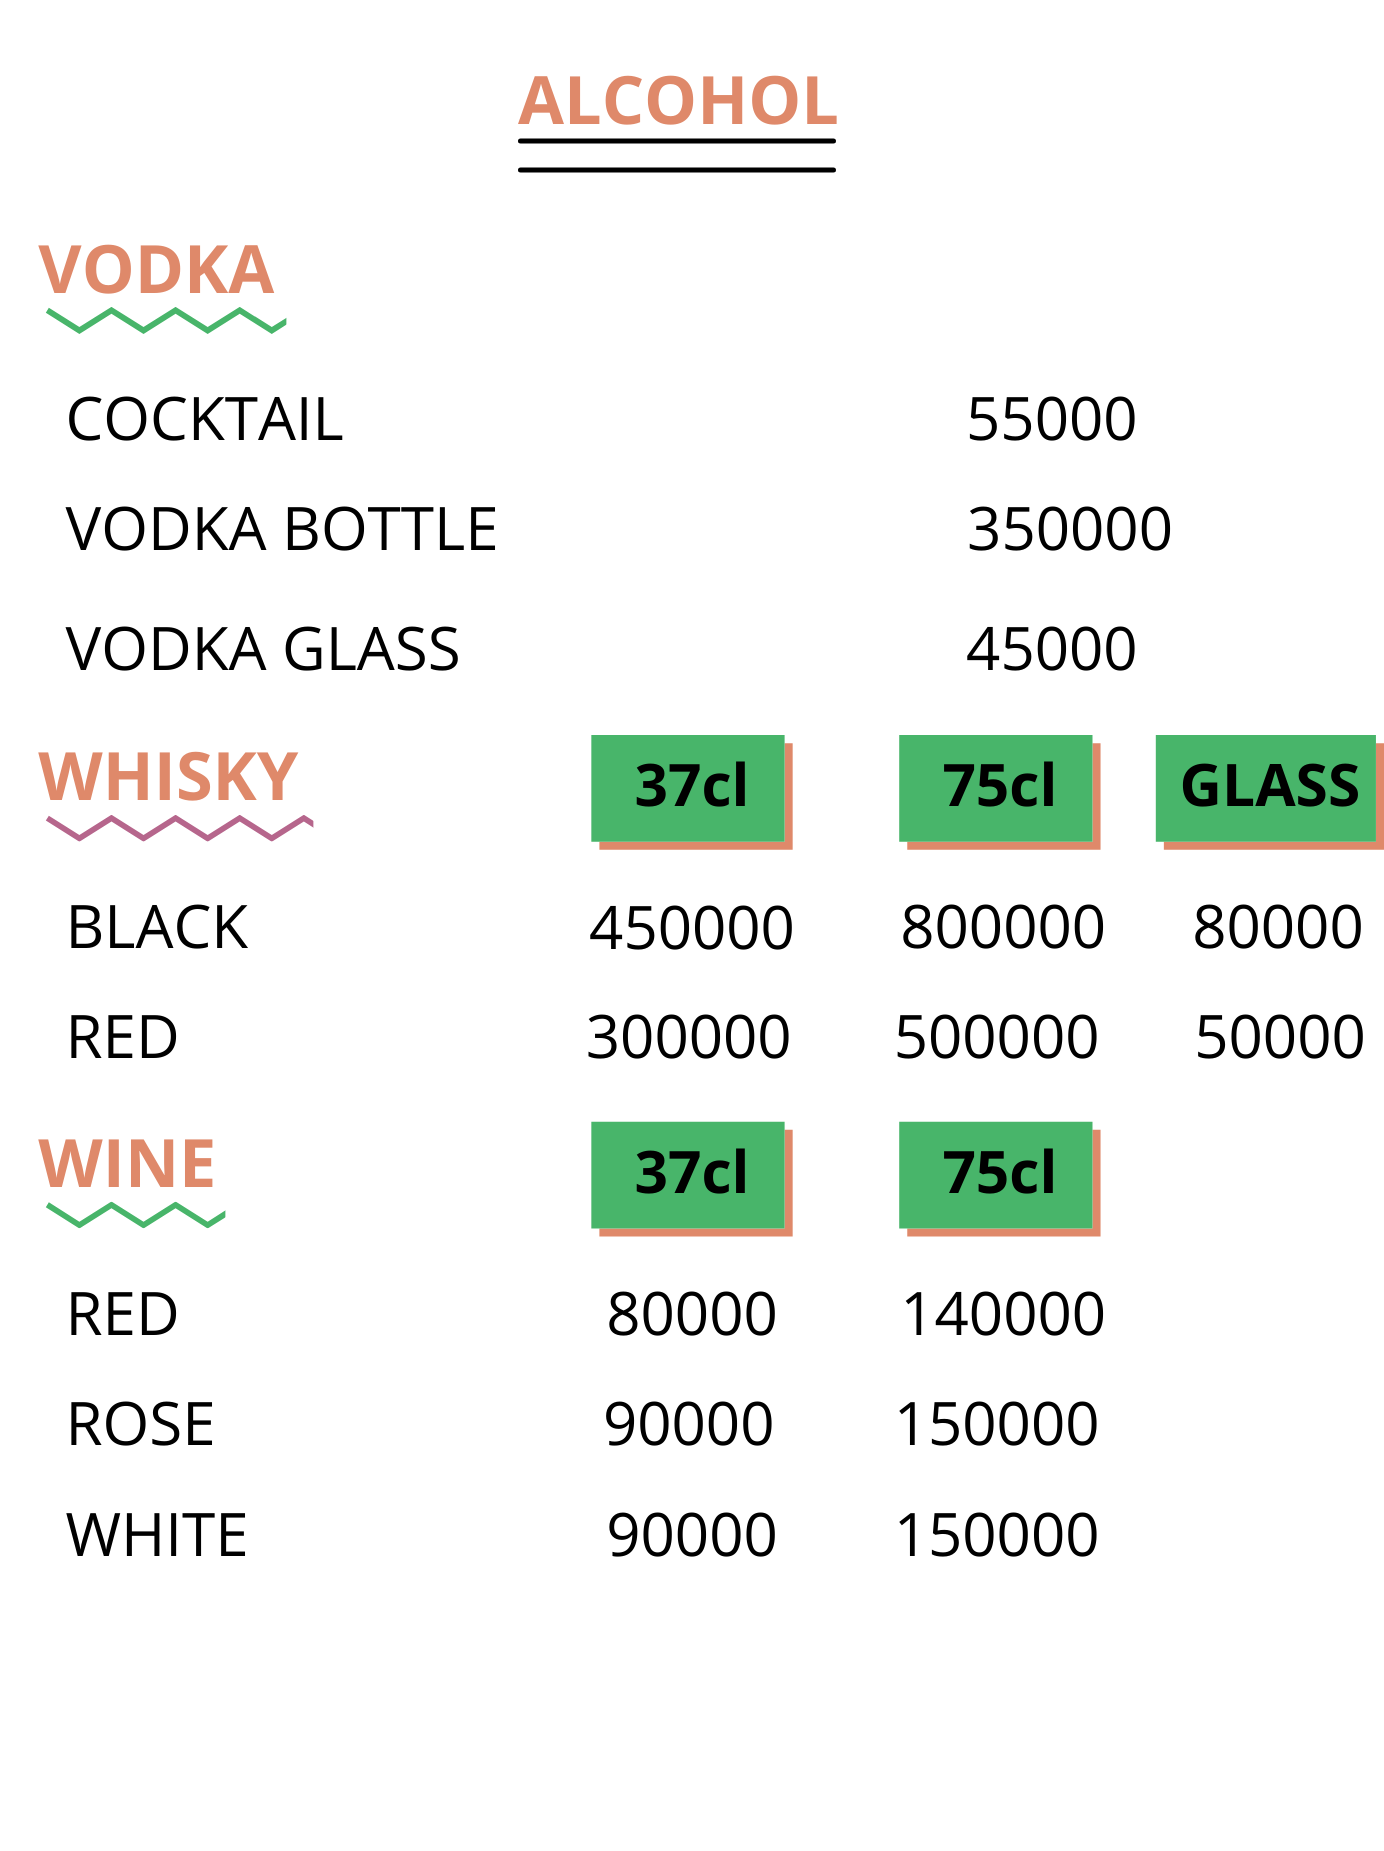 ALCOHOL
VODKA
COCKTAIL 55000
VODKA BOTTLE 350000
VODKA GLASS 45000
WHISKY 37cl 75cl GLASS
BLACK 450000 800000 80000
RED 300000 500000 50000
WINE 37cl 75cl
RED 80000 140000
ROSE 90000 150000
WHITE 90000 150000